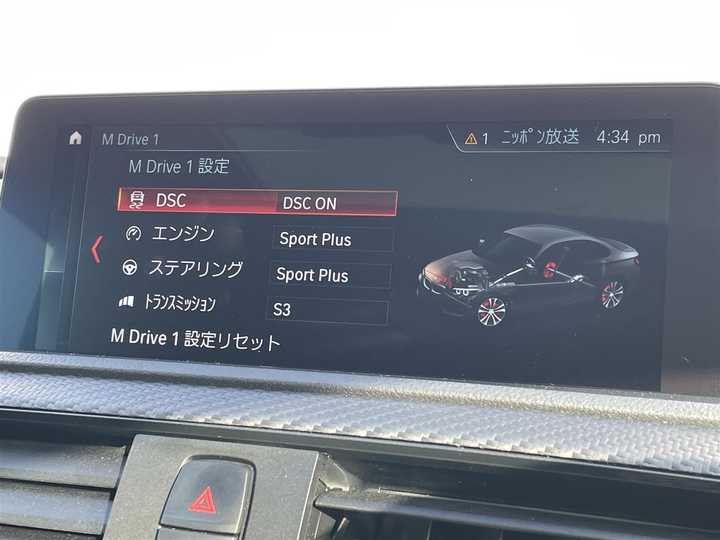 M Drive 1
1 ニッポン放送 4:34 pm
M Drive 1 設定
DSC DSC ON
エンジン Sport Plus
ステアリング Sport Plus
トランスミッション S3
M Drive 1 設定リセット